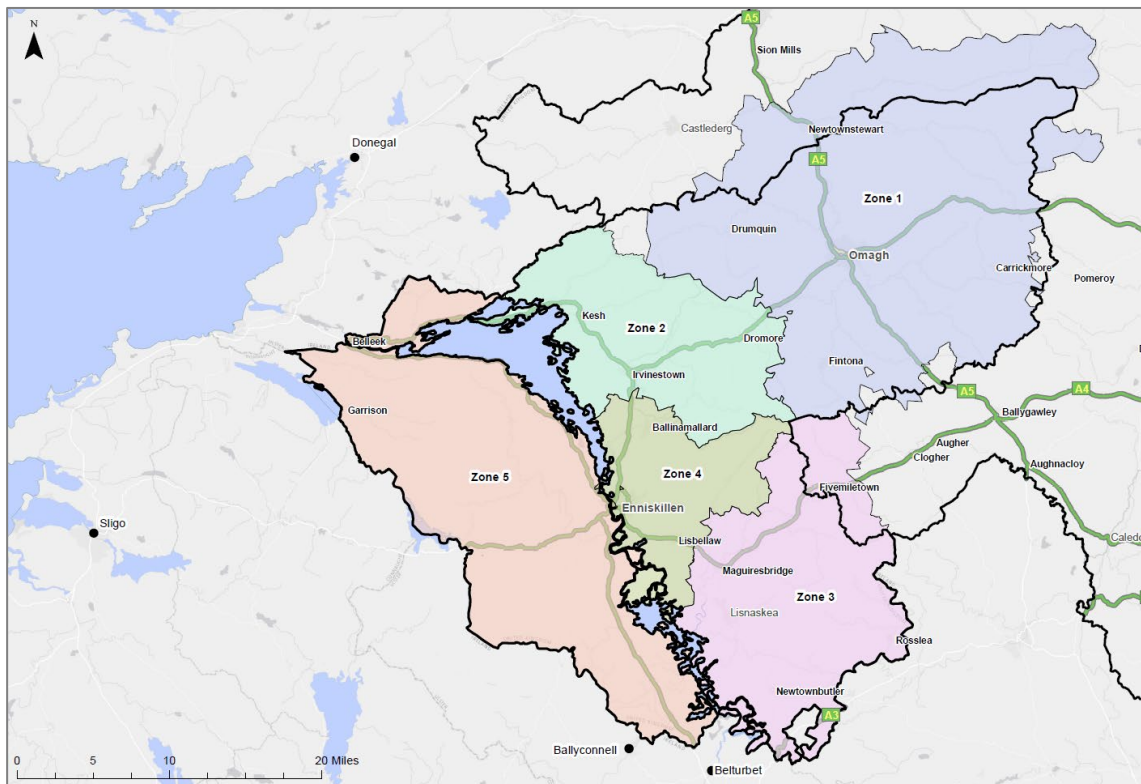 N
A5
Sion Mills
Castlederg
Newtownstewart
Donegal
A5
Zone 1
Drumquin
Omagh
Carrickmore
Pomeroy
Kesh
Zone 2
Dromore
Belleek
Fintona
Irvinestown
A5
A4
Garrison
Ballygawley
Ballinamallard
Augher
Clogher
Aughnacloy
Zone 4
Zone 5
Fivemiletown
Enniskillen
Sligo
Lisbellaw
Caledo
Maguiresbridge
Zone 3
Lisnaskea
Rosslea
Newtownbutler
A3
Ballyconnell
Belturbet
0 5 10 20 Miles